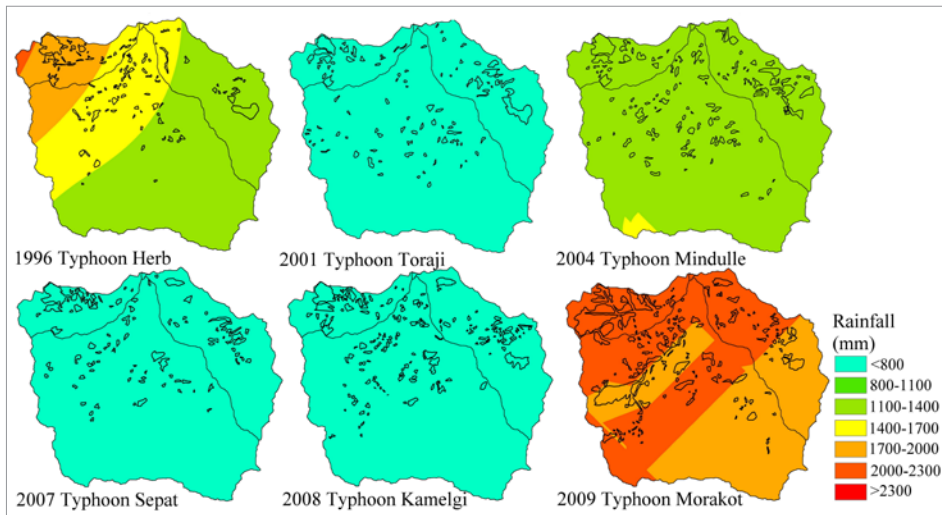 1996 Typhoon Herb
2001 Typhoon Toraji
2004 Typhoon Mindulle
2007 Typhoon Sepat
2008 Typhoon Kamelgi
2009 Typhoon Morakot
Rainfall
(mm)
<800
800-1100
1100-1400
1400-1700
1700-2000
2000-2300
>2300